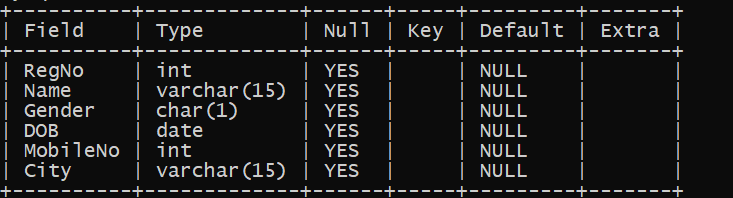 +----------+-------------+------+-----+---------+-------+
| Field    | Type        | Null | Key | Default | Extra |
+----------+-------------+------+-----+---------+-------+
| RegNo    | int         | YES  |     | NULL    |       |
| Name     | varchar(15) | YES  |     | NULL    |       |
| Gender   | char(1)     | YES  |     | NULL    |       |
| DOB      | date        | YES  |     | NULL    |       |
| MobileNo | int         | YES  |     | NULL    |       |
| City     | varchar(15) | YES  |     | NULL    |       |
+----------+-------------+------+-----+---------+-------+